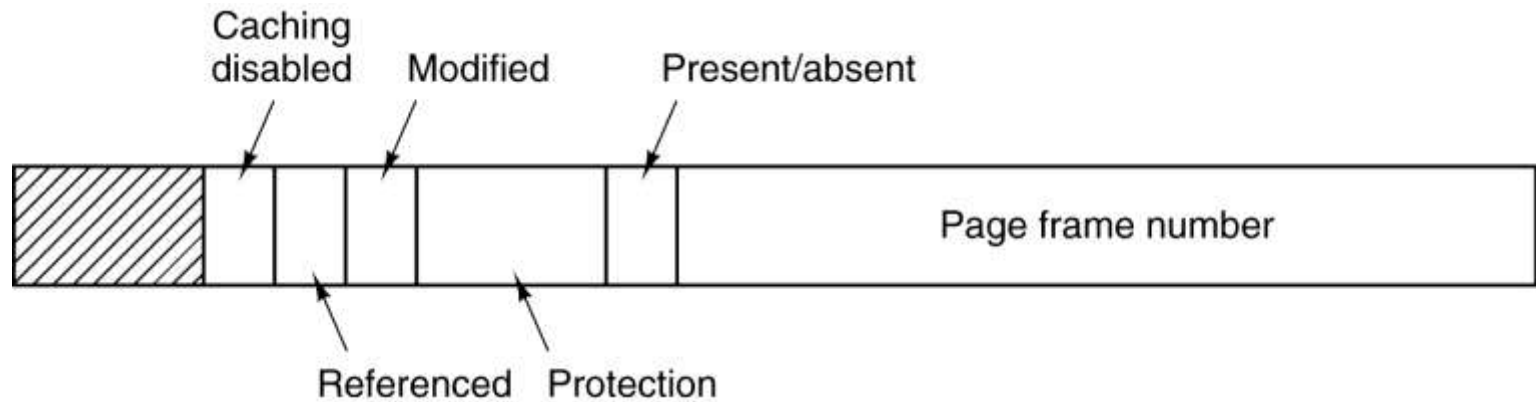 Caching
disabled
Modified
Present/absent
Page frame number
Referenced
Protection